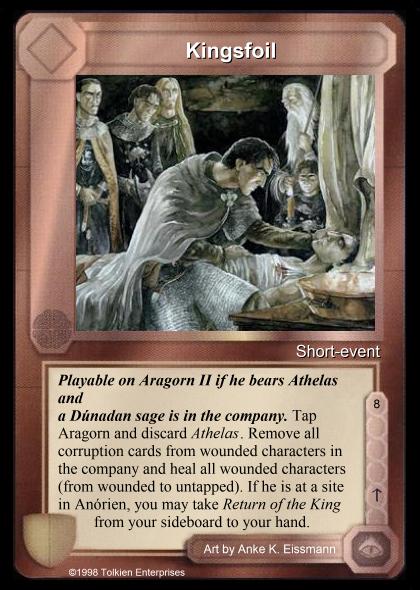 Kingsfoil
Short-event
Playable on Aragorn II if he bears Athelas
and
a Dúnadan sage is in the company. Tap
Aragorn and discard Athelas. Remove all
corruption cards from wounded characters in
the company and heal all wounded characters
(from wounded to untapped). If he is at a site
in Anórien, you may take Return of the King
from your sideboard to your hand.
8
Art by Anke K. Eissmann
©1998 Tolkien Enterprises